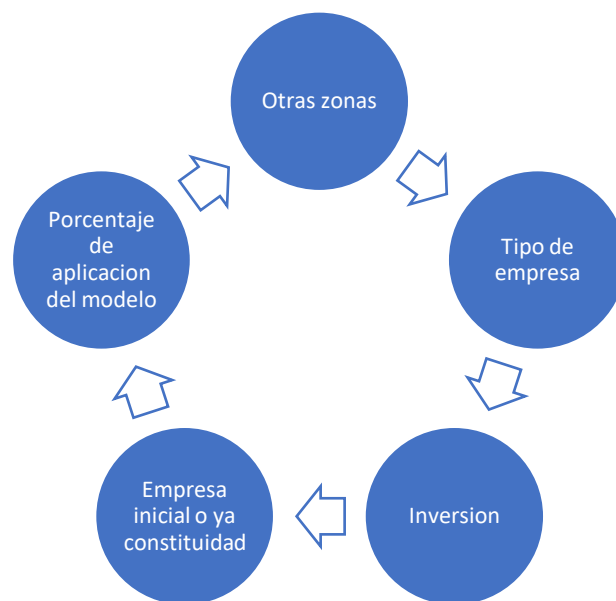 Otras zonas
Tipo de
empresa
Inversion
Empresa
inicial o ya
constituidad
Porcentaje
de
aplicacion
del modelo